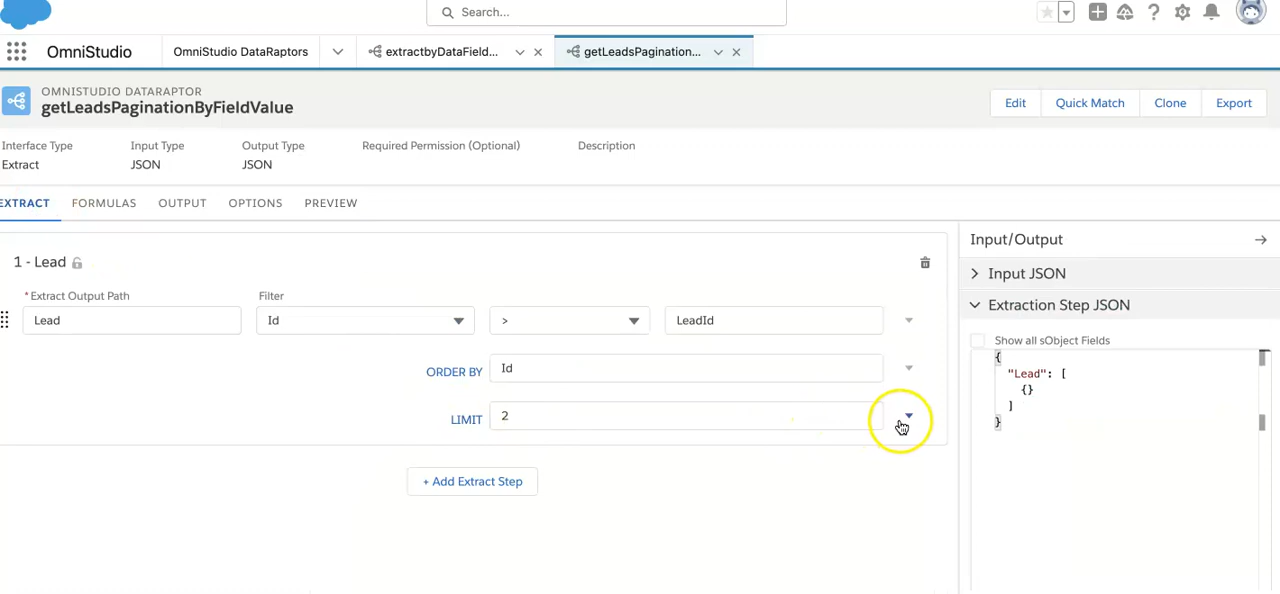 Search...
OmniStudio
OmniStudio DataRaptors
extractbyDataField...
getLeadsPagination...
OMNISTUDIO DATARAPTOR
getLeadsPaginationByFieldValue
Edit
Quick Match
Clone
Export
Interface Type
Input Type
Output Type
Required Permission (Optional)
Description
Extract
JSON
JSON
EXTRACT
FORMULAS
OUTPUT
OPTIONS
PREVIEW
1 - Lead
*Extract Output Path
Filter
Lead
Id
>
LeadId
ORDER BY
Id
LIMIT
2
+ Add Extract Step
Input/Output
Input JSON
Extraction Step JSON
Show all sObject Fields
{
"Lead": [
{}
]
}